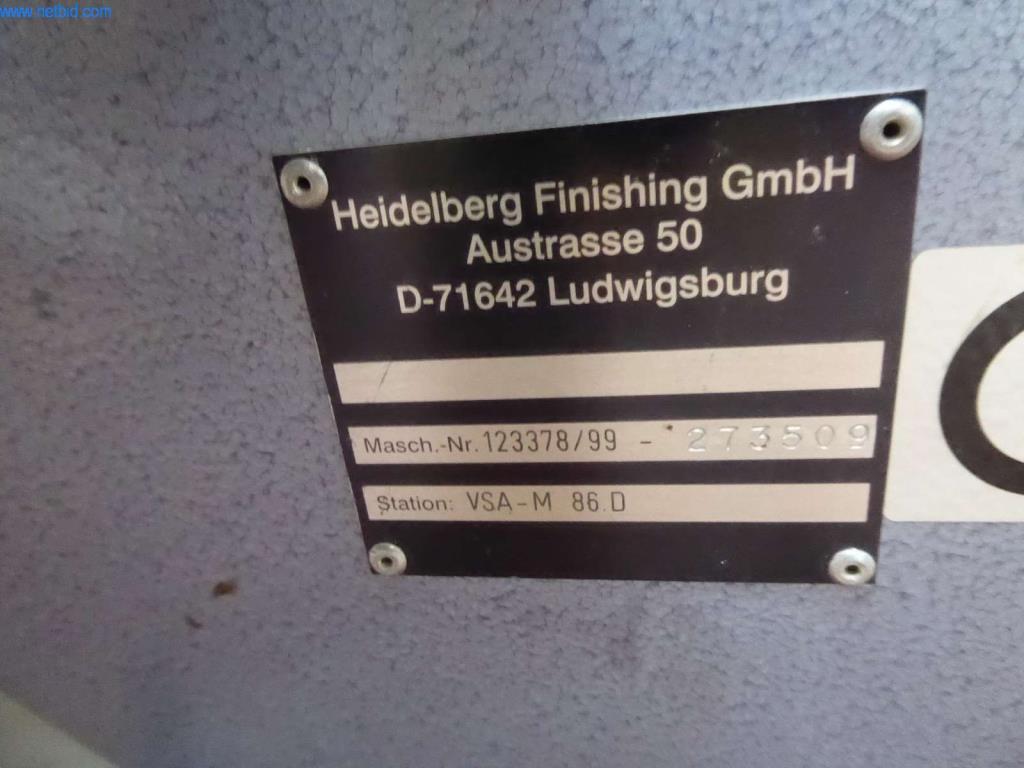 www.netbid.com
Heidelberg Finishing GmbH
Austrasse 50
D-71642 Ludwigsburg
Masch.-Nr. 123378/99 - 273509
Station: VSA-M 86.D